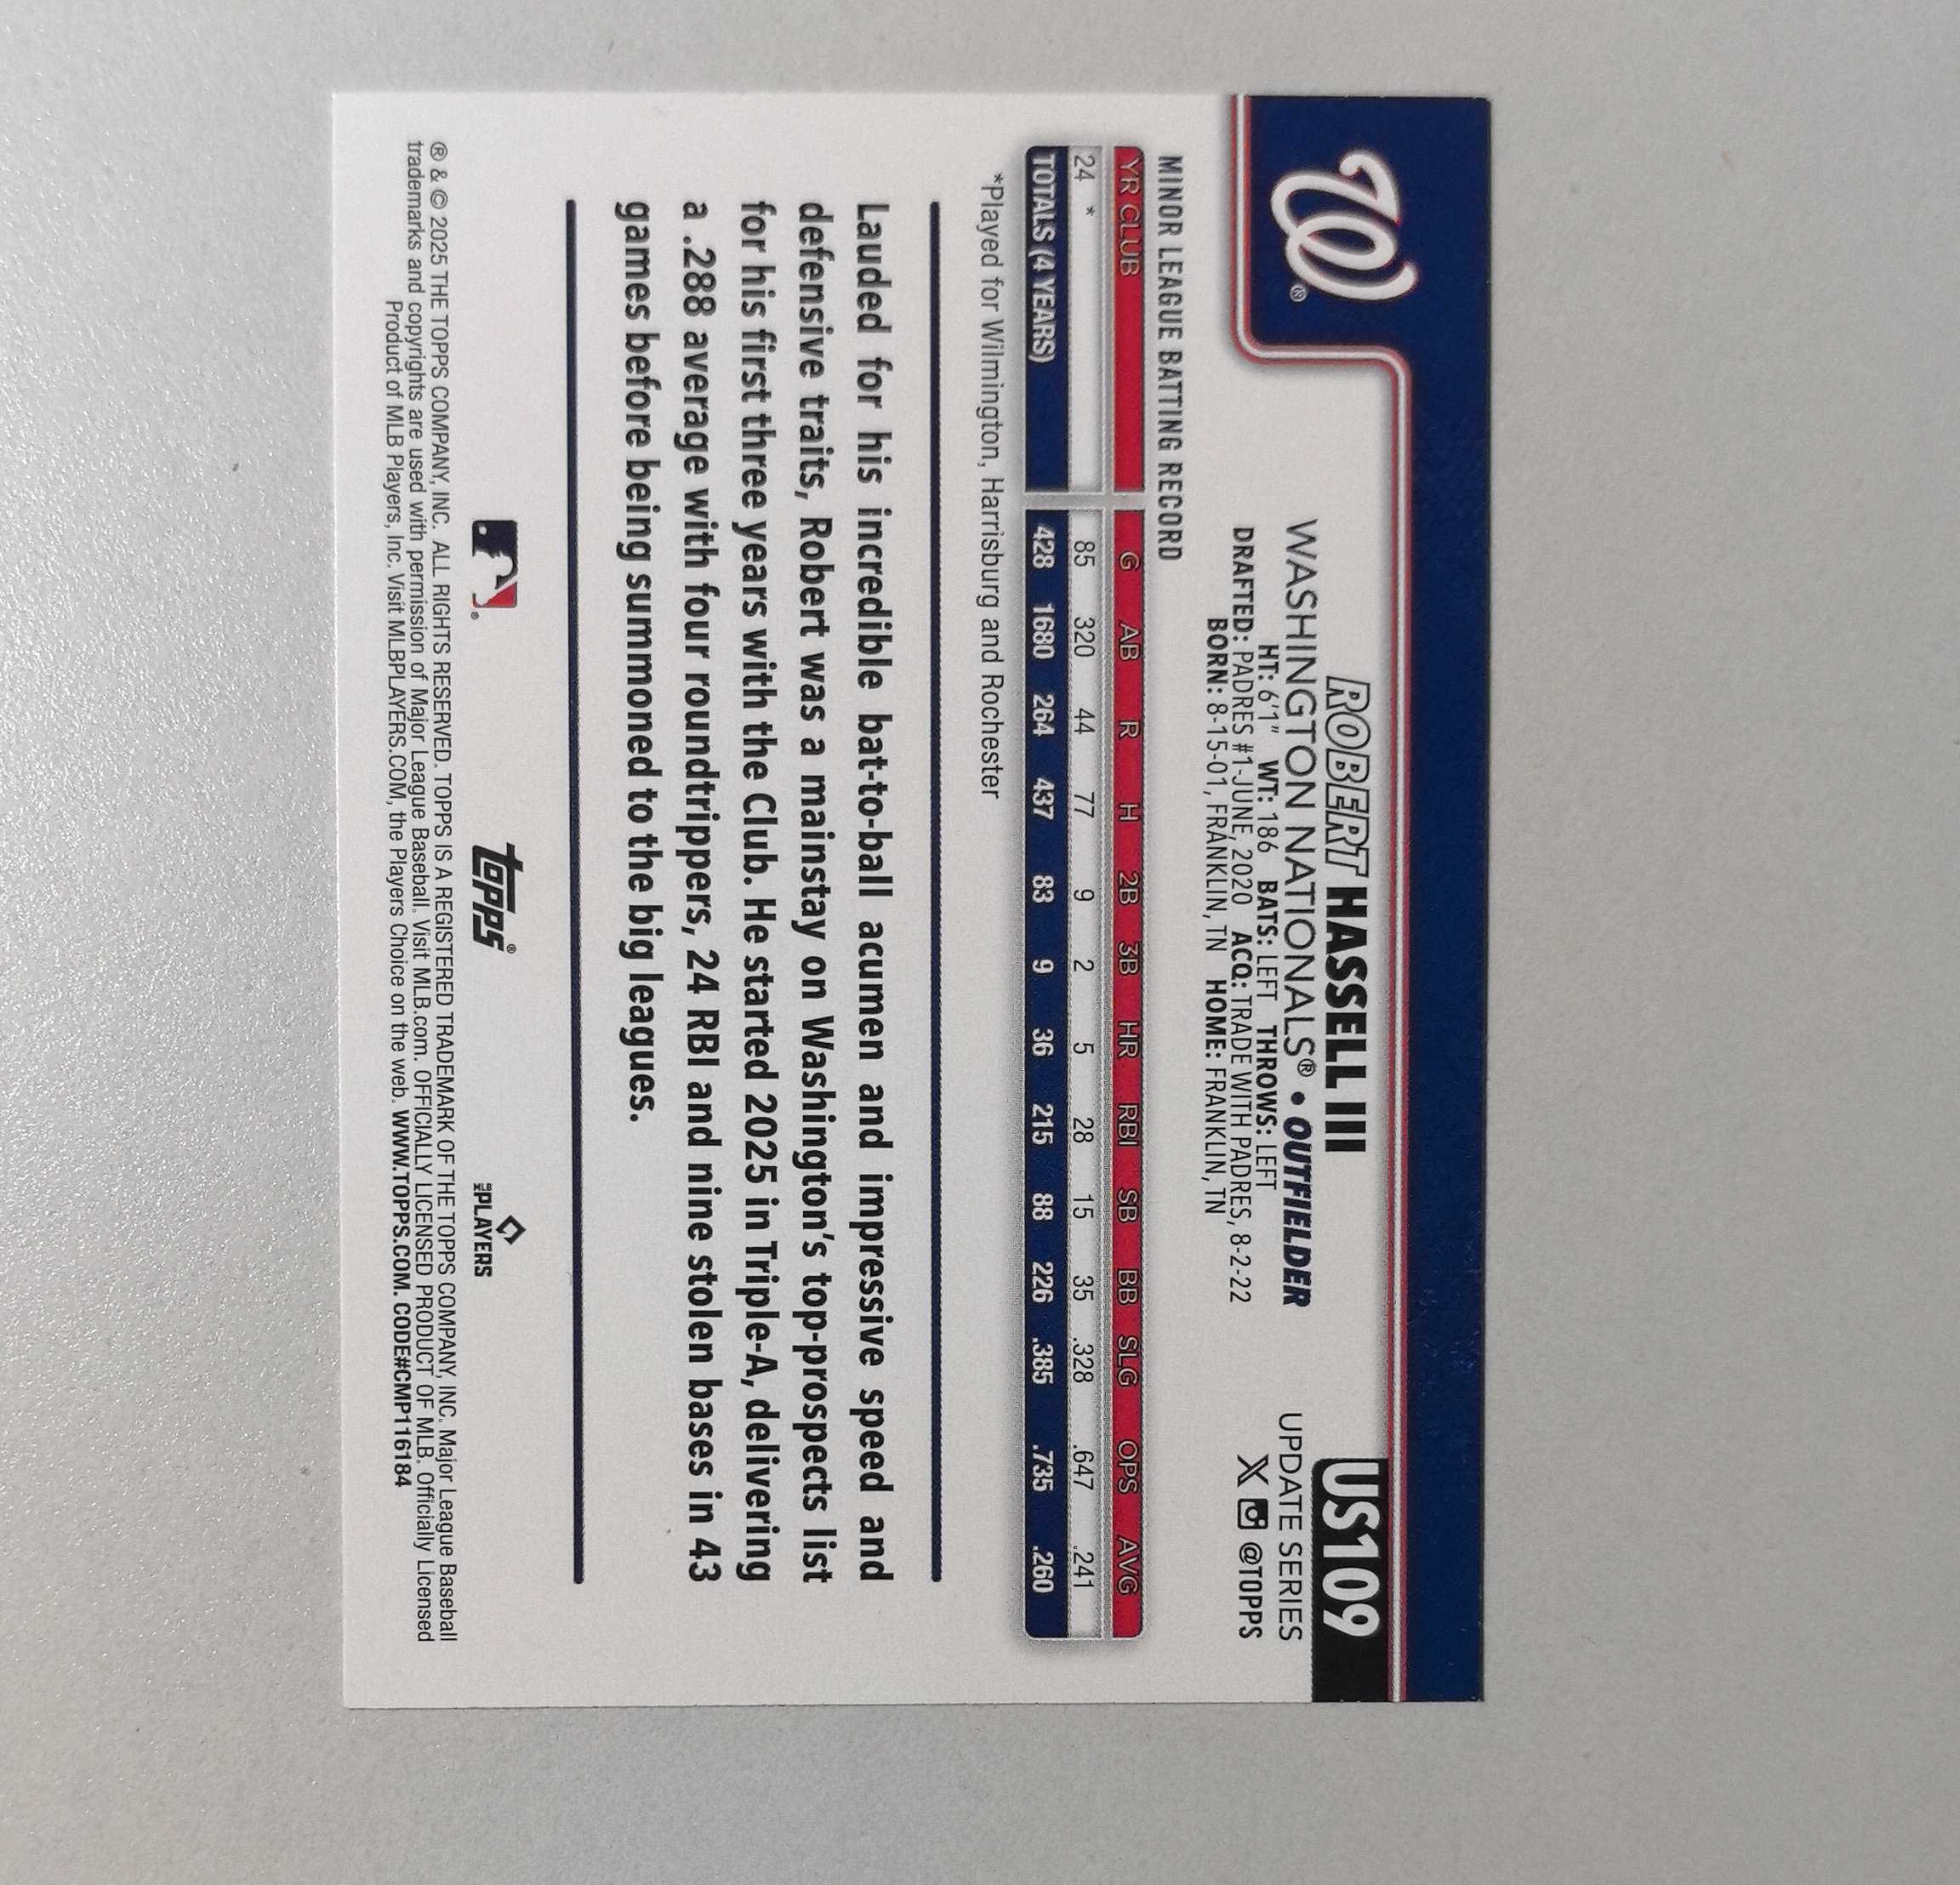 W®
ROBERT HASSELL III
WASHINGTON NATIONALS® • OUTFIELDER
HT: 6'1" WT: 186 BATS: LEFT THROWS: LEFT
DRAFTED: PADRES #1-JUNE, 2020 ACQ: TRADE WITH PADRES, 8-2-22
BORN: 8-15-01, FRANKLIN, TN HOME: FRANKLIN, TN
US109
UPDATE SERIES
X @TOPPS
MINOR LEAGUE BATTING RECORD
YR CLUB G AB R H 2B 3B HR RBI SB BB SLG OPS AVG
24 * 85 320 44 77 9 2 5 28 15 35 .328 .647 .241
TOTALS (4 YEARS) 428 1680 264 437 83 9 36 215 88 226 .385 .735 .260
*Played for Wilmington, Harrisburg and Rochester
Lauded for his incredible bat-to-ball acumen and impressive speed and
defensive traits, Robert was a mainstay on Washington's top-prospects list
for his first three years with the Club. He started 2025 in Triple-A, delivering
a .288 average with four roundtrippers, 24 RBI and nine stolen bases in 43
games before being summoned to the big leagues.
® topps® MLB PLAYERS
® & © 2025 THE TOPPS COMPANY, INC. ALL RIGHTS RESERVED. TOPPS IS A REGISTERED TRADEMARK OF THE TOPPS COMPANY, INC. Major League Baseball
trademarks and copyrights are used with permission of Major League Baseball. Visit MLB.com. OFFICIALLY LICENSED PRODUCT OF MLB. Officially Licensed
Product of MLB Players, Inc. Visit MLBPLAYERS.COM, the Players Choice on the web. WWW.TOPPS.COM. CODE#CMP116184